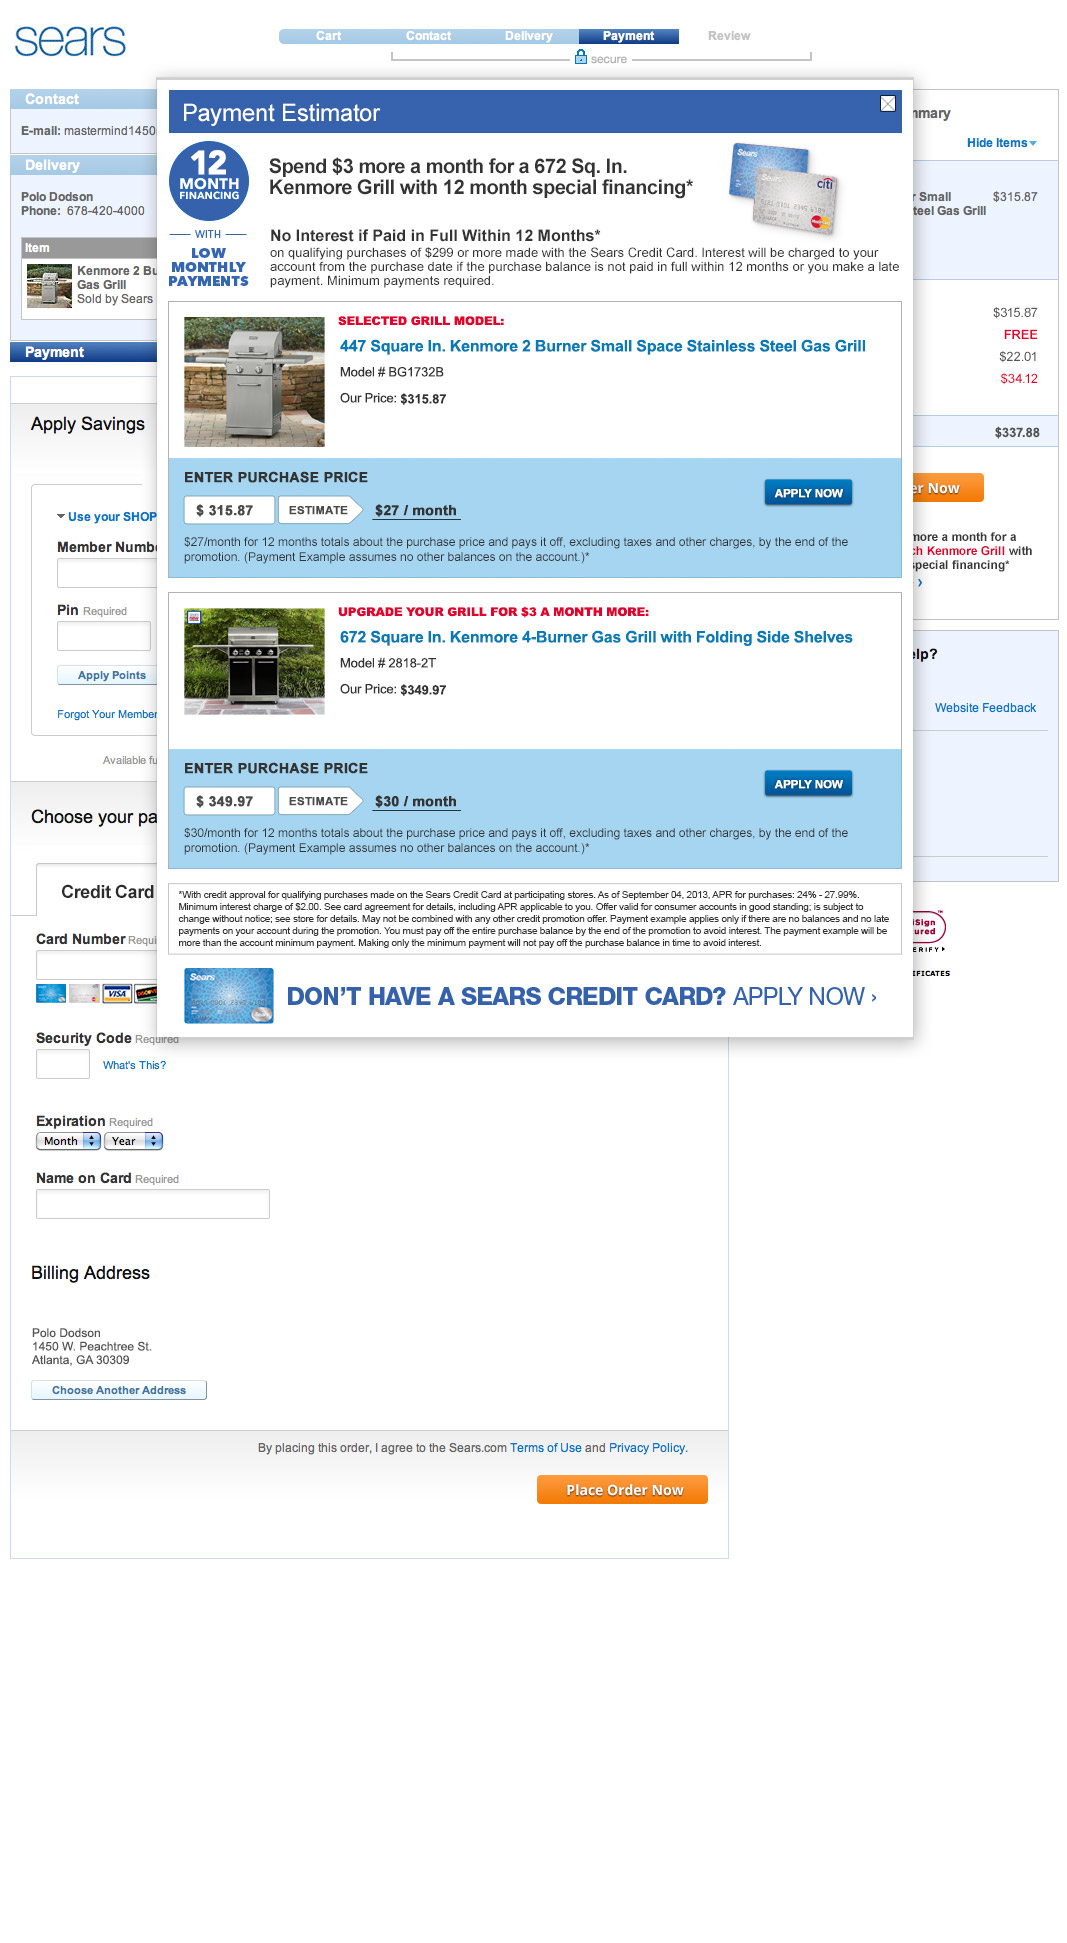 sears
Cart
Contact
Delivery
Payment
Review
secure
Contact
E-mail: mastermind1450
Delivery
Polo Dodson
Phone: 678-420-4000
Item
Kenmore 2 Bu
Gas Grill
Sold by Sears
Payment
Apply Savings
Use your SHOP
Member Numb
Pin Required
Apply Points
Forgot Your Member
Available fu
Choose your pa
Credit Card
Card Number Requi
VISA
Security Code Required
What's This?
Expiration Required
Month
Year
Name on Card Required
Billing Address
Polo Dodson
1450 W. Peachtree St.
Atlanta, GA 30309
Choose Another Address
By placing this order, I agree to the Sears.com Terms of Use and Privacy Policy.
Place Order Now
Payment Estimator
12
MONTH
FINANCING
WITH
LOW
MONTHLY
PAYMENTS
Spend $3 more a month for a 672 Sq. In.
Kenmore Grill with 12 month special financing*
Sears
Sears
citi
MasterCard
No Interest if Paid in Full Within 12 Months*
on qualifying purchases of $299 or more made with the Sears Credit Card. Interest will be charged to your
account from the purchase date if the purchase balance is not paid in full within 12 months or you make a late
payment. Minimum payments required.
SELECTED GRILL MODEL:
447 Square In. Kenmore 2 Burner Small Space Stainless Steel Gas Grill
Model # BG1732B
Our Price: $315.87
ENTER PURCHASE PRICE
$ 315.87
ESTIMATE
$27 / month
APPLY NOW
$27/month for 12 months totals about the purchase price and pays it off, excluding taxes and other charges, by the end of the
promotion. (Payment Example assumes no other balances on the account.)*
UPGRADE YOUR GRILL FOR $3 A MONTH MORE:
672 Square In. Kenmore 4-Burner Gas Grill with Folding Side Shelves
Model # 2818-2T
Our Price: $349.97
ENTER PURCHASE PRICE
$ 349.97
ESTIMATE
$30 / month
APPLY NOW
$30/month for 12 months totals about the purchase price and pays it off, excluding taxes and other charges, by the end of the
promotion. (Payment Example assumes no other balances on the account.)*
*With credit approval for qualifying purchases made on the Sears Credit Card at participating stores. As of September 04, 2013, APR for purchases: 24% - 27.99%.
Minimum interest charge of $2.00. See card agreement for details, including APR applicable to you. Offer valid for consumer accounts in good standing; is subject to
change without notice; see store for details. May not be combined with any other credit promotion offer. Payment example applies only if there are no balances and no late
payments on your account during the promotion. You must pay off the entire purchase balance by the end of the promotion to avoid interest. The payment example will be
more than the account minimum payment. Making only the minimum payment will not pay off the purchase balance in time to avoid interest.
Sears
DON'T HAVE A SEARS CREDIT CARD? APPLY NOW ›
mmary
Hide Items
r Small
teel Gas Grill
$315.87
$315.87
FREE
$22.01
$34.12
$337.88
er Now
more a month for a
ch Kenmore Grill with
special financing*
›
elp?
Website Feedback
iSign
ured
ERIFY
IFICATES